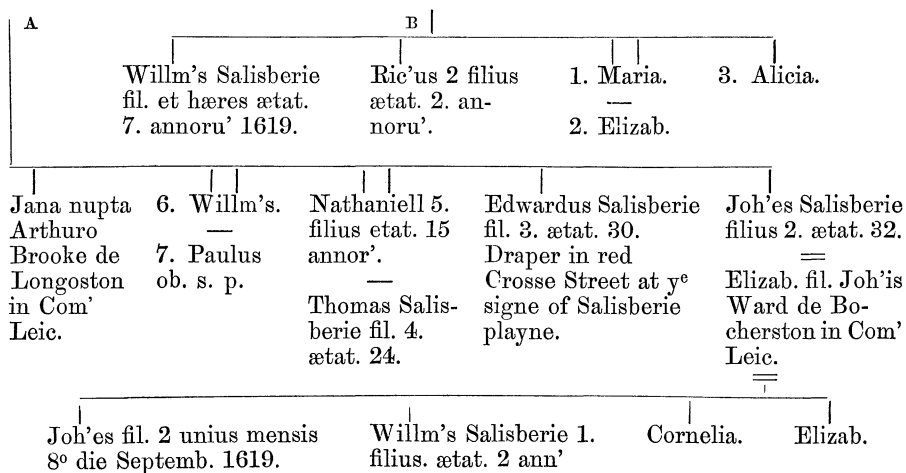 A
B
Willm's Salisberie
fil. et hæres ætat.
7. annoru' 1619.
Ric'us 2 filius
ætat. 2. an-
noru'.
1. Maria.
—
2. Elizab.
3. Alicia.
Jana nupta
Arthuro
Brooke de
Longoston
in Com'
Leic.
6. Willm's.
—
7. Paulus
ob. s. p.
Nathaniell 5.
filius etat. 15
annor'.
—
Thomas Salis-
berie fil. 4.
ætat. 24.
Edwardus Salisberie
fil. 3. ætat. 30.
Draper in red
Crosse Street at yᵉ
signe of Salisberie
playne.
Joh'es Salisberie
filius 2. ætat. 32.
=
Elizab. fil. Joh'is
Ward de Bo-
cherston in Com'
Leic.
Joh'es fil. 2 unius mensis
8º die Septemb. 1619.
Willm's Salisberie 1.
filius. ætat. 2 ann'
Cornelia.
Elizab.